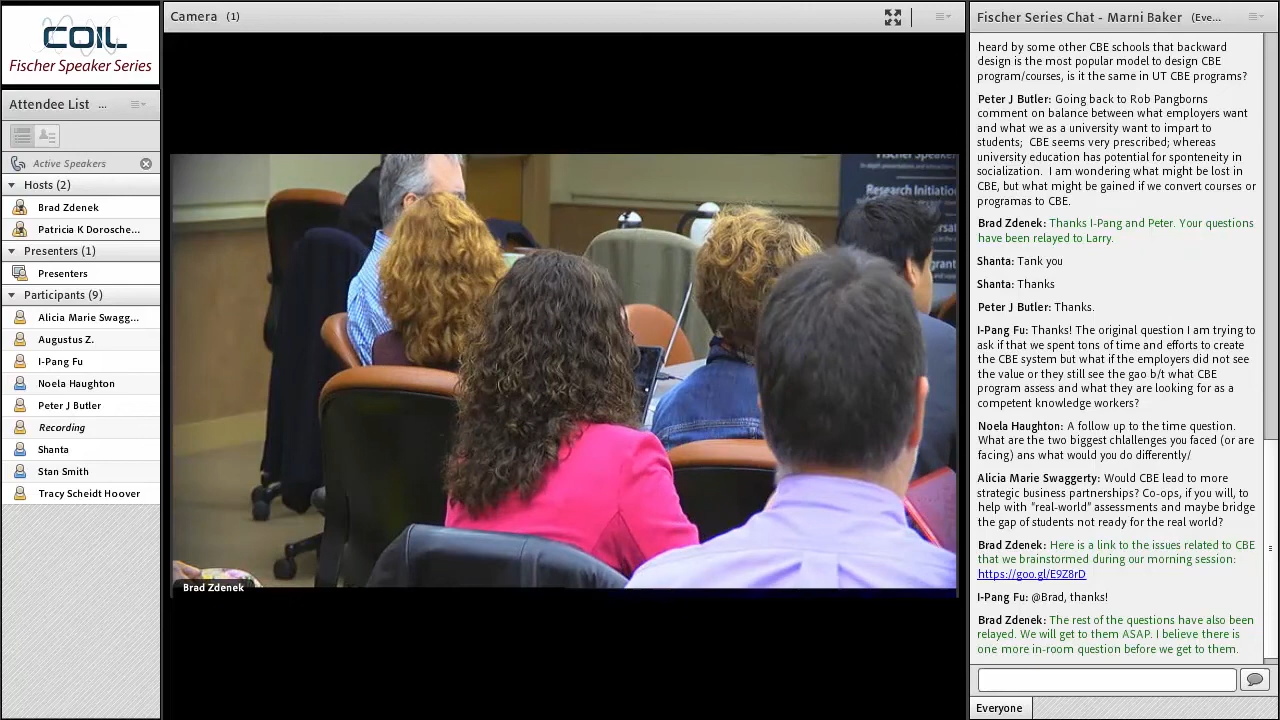 COIL
Fischer Speaker Series
Attendee List ...
Active Speakers
Hosts (2)
Brad Zdenek
Patricia K Dorosche...
Presenters (1)
Presenters
Participants (9)
Alicia Marie Swagg...
Augustus Z.
I-Pang Fu
Noela Haughton
Peter J Butler
Recording
Shanta
Stan Smith
Tracy Scheidt Hoover
Camera (1)
Fischer Speaker
Research Initiation
grant
Brad Zdenek
Fischer Series Chat - Marni Baker (Eve...
heard by some other CBE schools that backward
design is the most popular model to design CBE
program/courses, is it the same in UT CBE programs?
Peter J Butler: Going back to Rob Pangborns
comment on balance between what employers want
and what we as a university want to impart to
students; CBE seems very prescribed; whereas
university education has potential for spontaneity in
socialization. I am wondering what might be lost in
CBE, but what might be gained if we convert courses or
programas to CBE.
Brad Zdenek: Thanks I-Pang and Peter. Your questions
have been relayed to Larry.
Shanta: Tank you
Shanta: Thanks
Peter J Butler: Thanks.
I-Pang Fu: Thanks! The original question I am trying to
ask if that we spent tons of time and efforts to create
the CBE system but what if the employers did not see
the value or they still see the gao b/t what CBE
program assess and what they are looking for as a
competent knowledge workers?
Noela Haughton: A follow up to the time question.
What are the two biggest chlallenges you faced (or are
facing) ans what would you do differently/
Alicia Marie Swaggerty: Would CBE lead to more
strategic business partnerships? Co-ops, if you will, to
help with "real-world" assessments and maybe bridge
the gap of students not ready for the real world?
Brad Zdenek: Here is a link to the issues related to CBE
that we brainstormed during our morning session:
https://goo.gl/E9Z8rD
I-Pang Fu: @Brad, thanks!
Brad Zdenek: The rest of the questions have also been
relayed. We will get to them ASAP. I believe there is
one more in-room question before we get to them.
Everyone